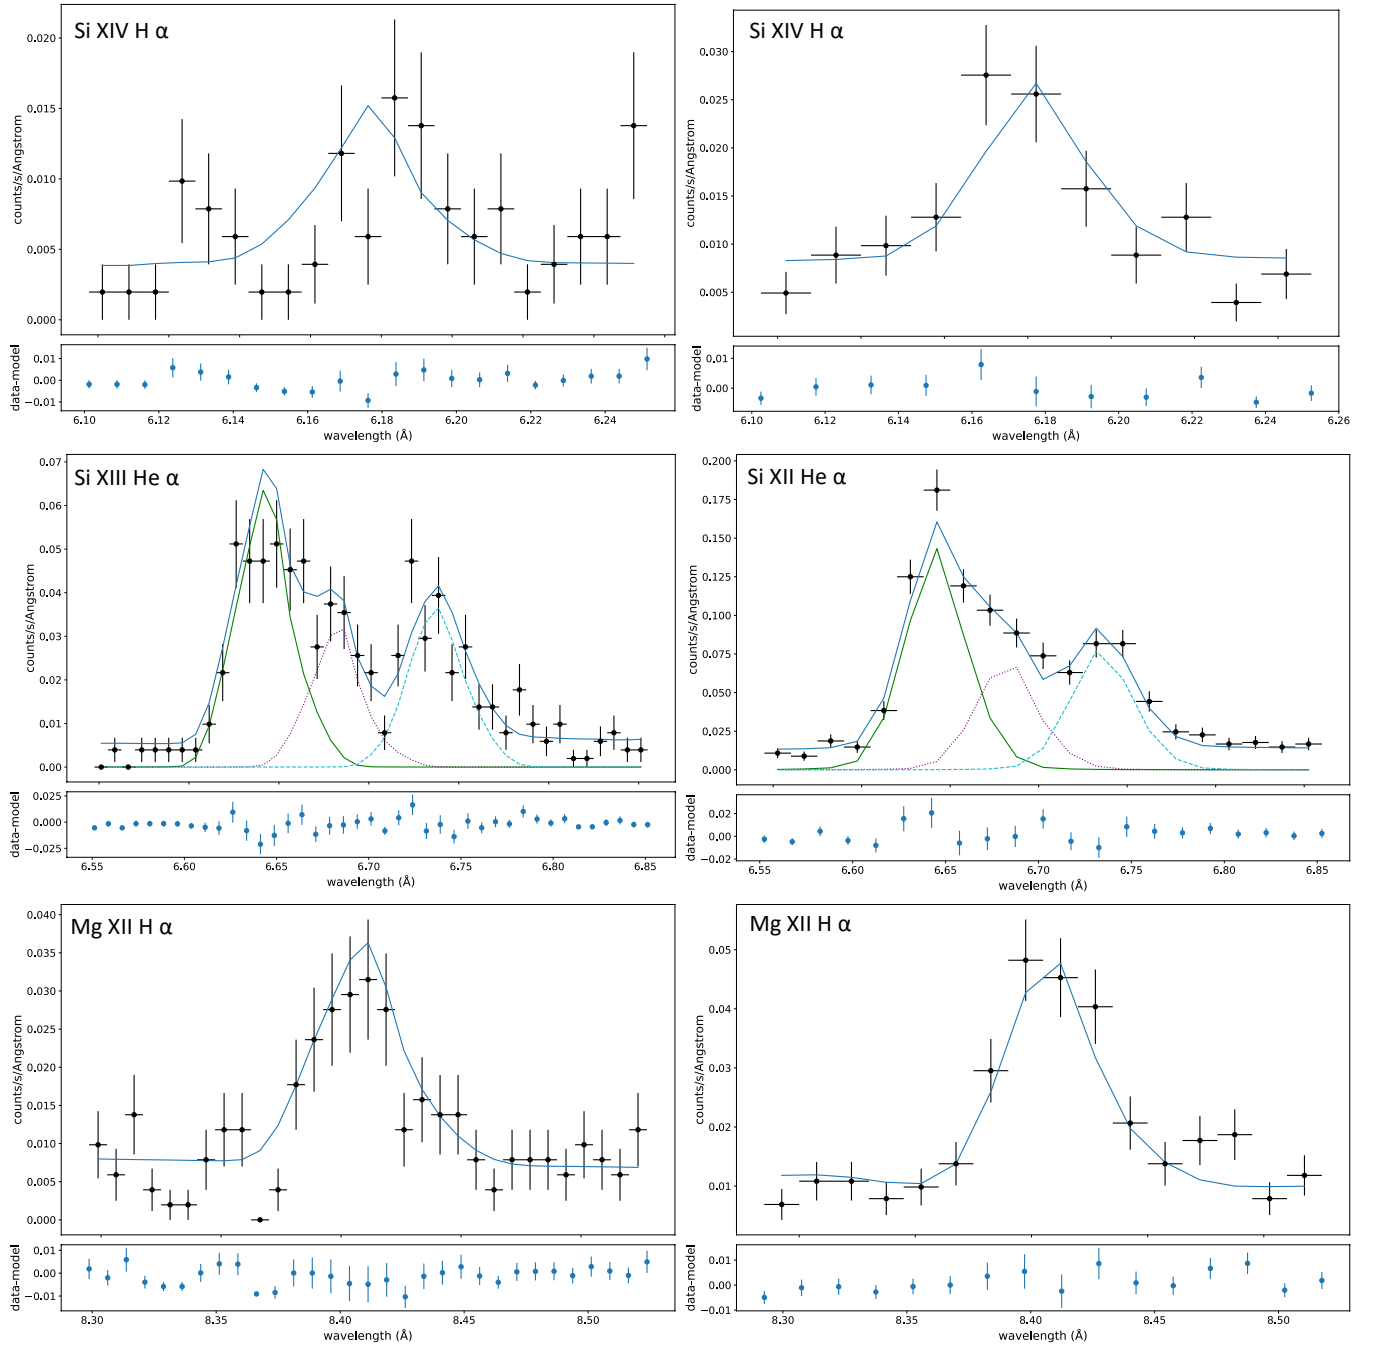 Si XIV H α
0.020
0.015
0.010
0.005
0.000
counts/s/Angstrom
0.01
0.00
−0.01
data-model
6.10 6.12 6.14 6.16 6.18 6.20 6.22 6.24
wavelength (Å)
Si XIV H α
0.030
0.025
0.020
0.015
0.010
0.005
counts/s/Angstrom
0.01
0.00
data-model
6.10 6.12 6.14 6.16 6.18 6.20 6.22 6.24 6.26
wavelength (Å)
Si XIII He α
0.07
0.06
0.05
0.04
0.03
0.02
0.01
0.00
counts/s/Angstrom
0.025
0.000
−0.025
data-model
6.55 6.60 6.65 6.70 6.75 6.80 6.85
wavelength (Å)
Si XII He α
0.200
0.175
0.150
0.125
0.100
0.075
0.050
0.025
0.000
counts/s/Angstrom
0.02
0.00
−0.02
data-model
6.55 6.60 6.65 6.70 6.75 6.80 6.85
wavelength (Å)
Mg XII H α
0.040
0.035
0.030
0.025
0.020
0.015
0.010
0.005
0.000
counts/s/Angstrom
0.01
0.00
−0.01
data-model
8.30 8.35 8.40 8.45 8.50
wavelength (Å)
Mg XII H α
0.05
0.04
0.03
0.02
0.01
counts/s/Angstrom
0.01
0.00
−0.01
data-model
8.30 8.35 8.40 8.45 8.50
wavelength (Å)